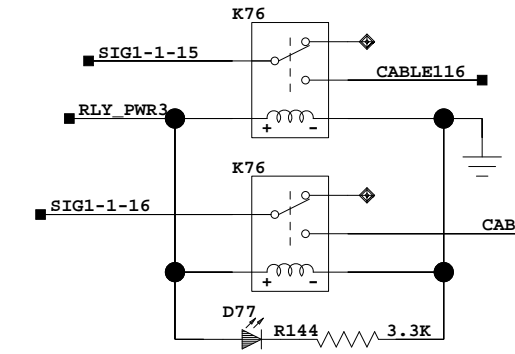 K76
SIG1-1-15
CABLE116
RLY_PWR3
+ -
K76
SIG1-1-16
CAB
+ -
D77
R144 3.3K